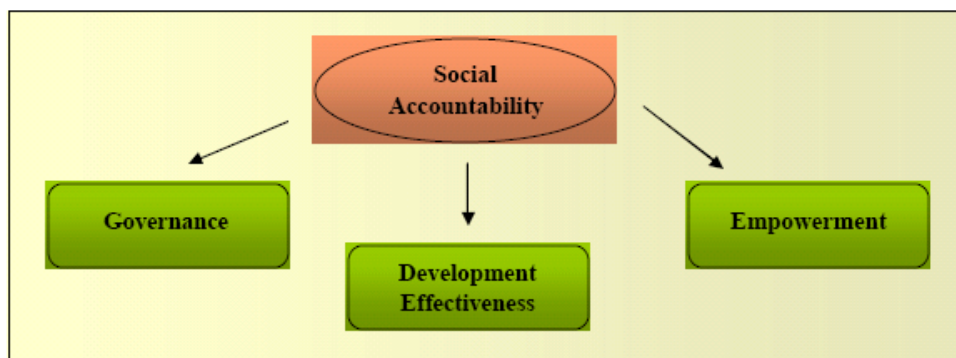 Social
Accountability
Governance
Empowerment
Development
Effectiveness